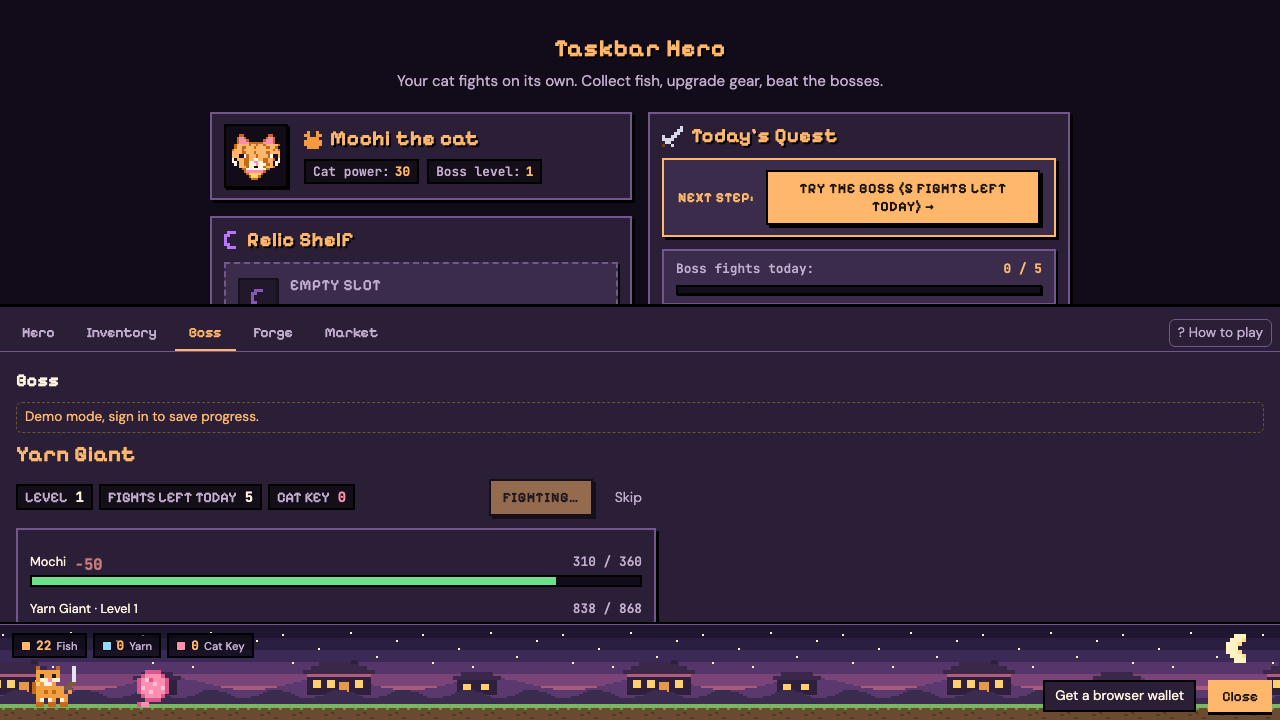 Taskbar Hero
Your cat fights on its own. Collect fish, upgrade gear, beat the bosses.
Mochi the cat
Cat power: 30
Boss level: 1
Relic Shelf
EMPTY SLOT
Today's Quest
NEXT STEP:
TRY THE BOSS (5 FIGHTS LEFT
TODAY) →
Boss fights today: 0 / 5
Hero Inventory Boss Forge Market
? How to play
Boss
Demo mode, sign in to save progress.
Yarn Giant
LEVEL 1
FIGHTS LEFT TODAY 5
CAT KEY 0
FIGHTING…
Skip
Mochi -50 310 / 360
Yarn Giant · Level 1 838 / 868
22 Fish
0 Yarn
0 Cat Key
Get a browser wallet
Close